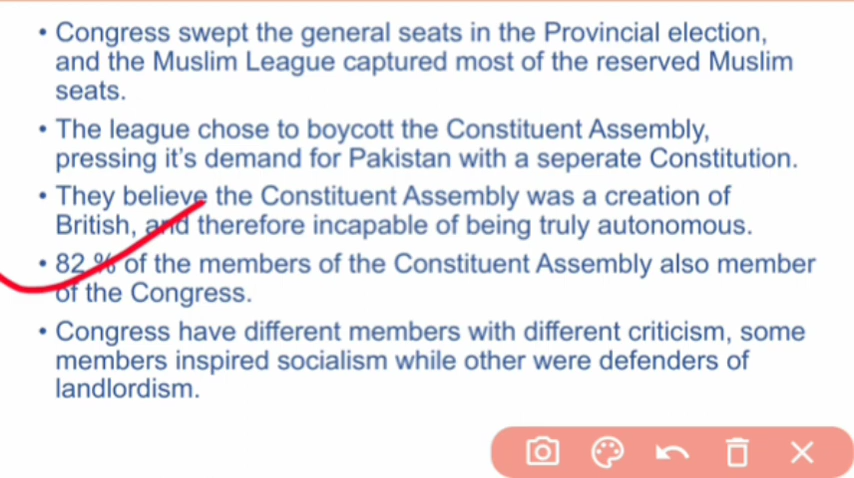 • Congress swept the general seats in the Provincial election,
and the Muslim League captured most of the reserved Muslim
seats.
• The league chose to boycott the Constituent Assembly,
pressing it's demand for Pakistan with a seperate Constitution.
• They believe the Constituent Assembly was a creation of
British, and therefore incapable of being truly autonomous.
• 82 % of the members of the Constituent Assembly also member
of the Congress.
• Congress have different members with different criticism, some
members inspired socialism while other were defenders of
landlordism.